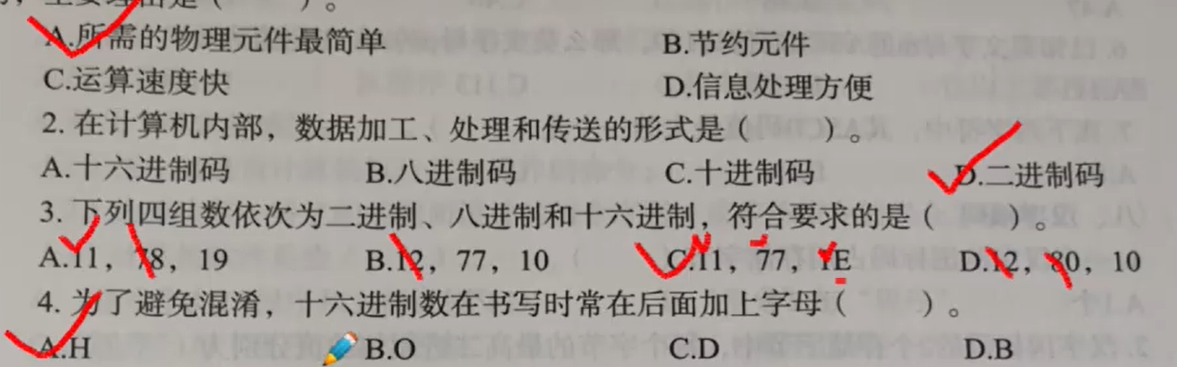 主要理由是（ ）。
A.所需的物理元件最简单 B.节约元件
C.运算速度快 D.信息处理方便
2. 在计算机内部，数据加工、处理和传送的形式是（ ）。
A.十六进制码 B.八进制码 C.十进制码 D.二进制码
3. 下列四组数依次为二进制、八进制和十六进制，符合要求的是（ ）。
A.11，78，19 B.12，77，10 C.11，77，1E D.12，80，10
4. 为了避免混淆，十六进制数在书写时常在后面加上字母（ ）。
A.H B.O C.D D.B